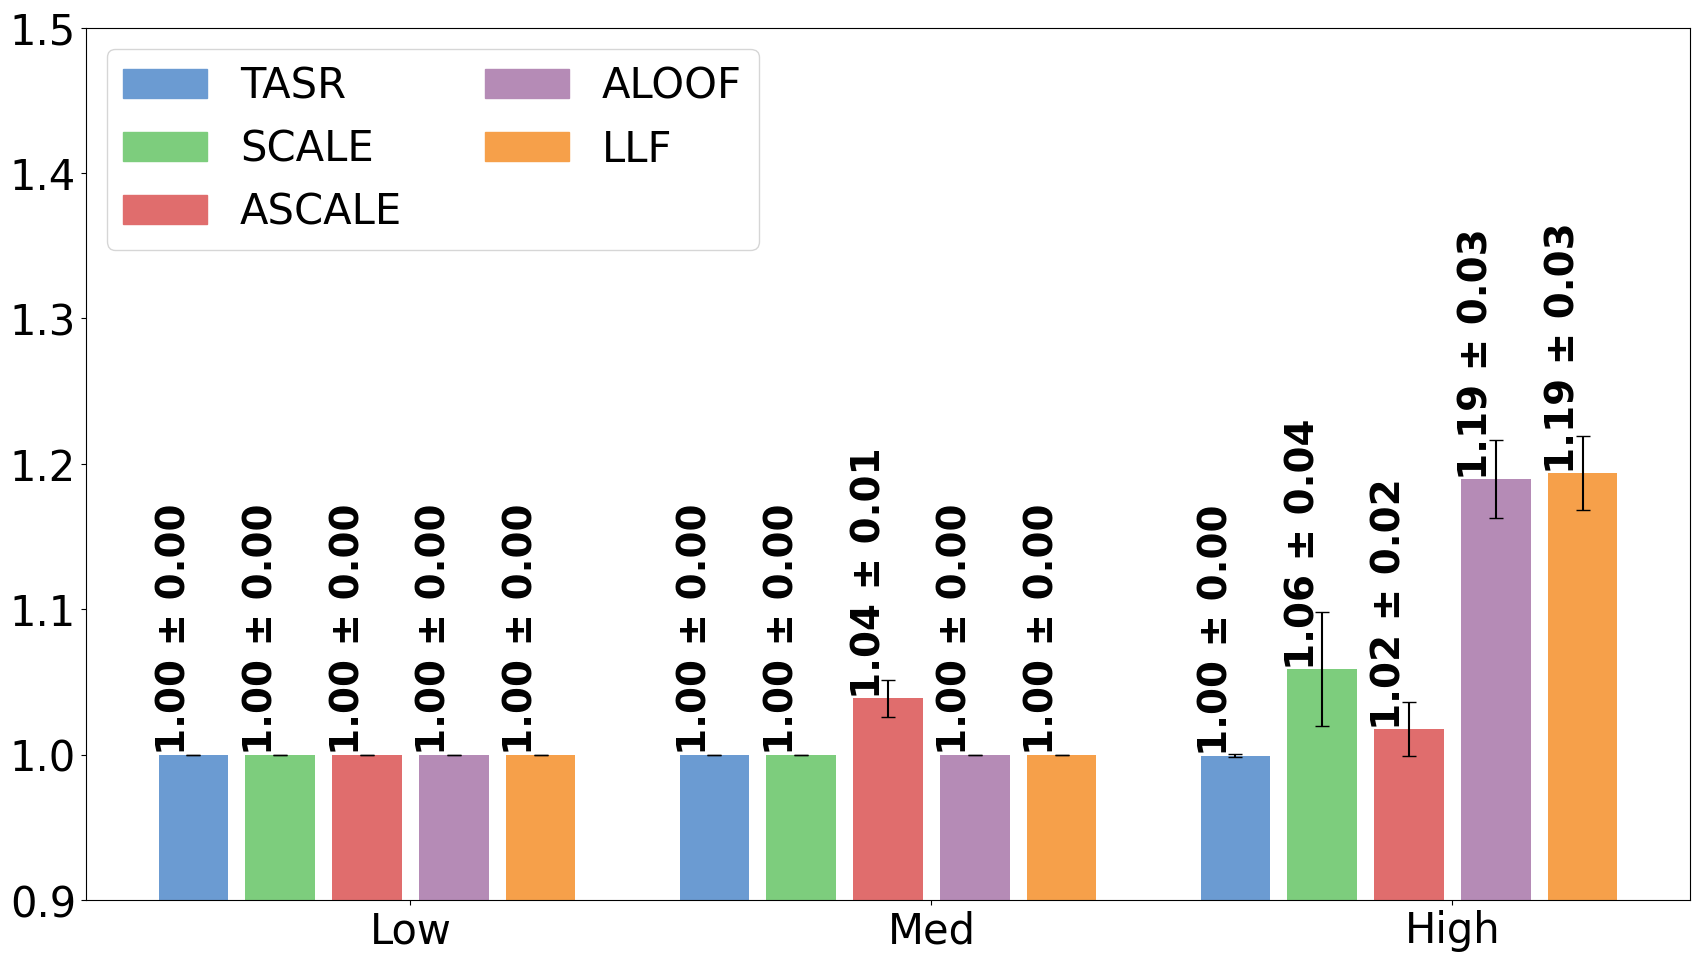 1.5
1.4
1.3
1.2
1.1
1.0
0.9
TASR
SCALE
ASCALE
ALOOF
LLF
1.00 ± 0.00
1.00 ± 0.00
1.00 ± 0.00
1.00 ± 0.00
1.00 ± 0.00
1.00 ± 0.00
1.00 ± 0.00
1.04 ± 0.01
1.00 ± 0.00
1.00 ± 0.00
1.00 ± 0.00
1.06 ± 0.04
1.02 ± 0.02
1.19 ± 0.03
1.19 ± 0.03
Low
Med
High